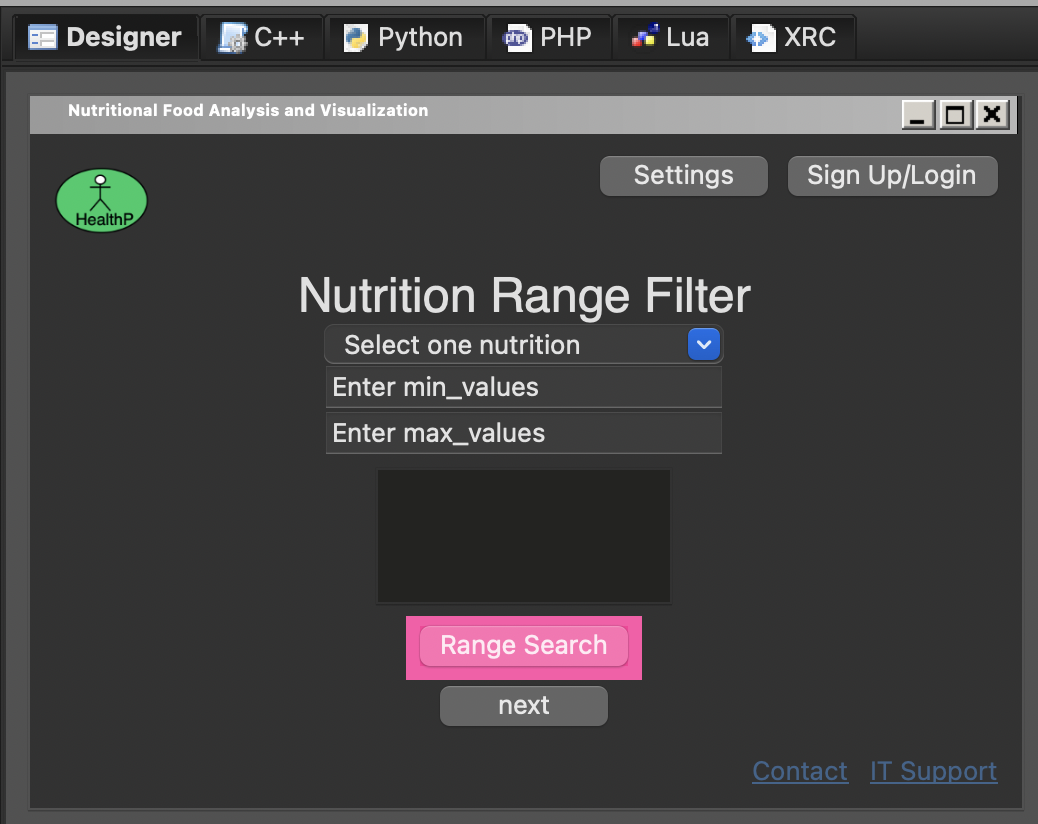 Designer C++ Python php PHP Lua XRC
Nutritional Food Analysis and Visualization
Settings Sign Up/Login
HealthP
Nutrition Range Filter
Select one nutrition
Enter min_values
Enter max_values
Range Search
next
Contact IT Support